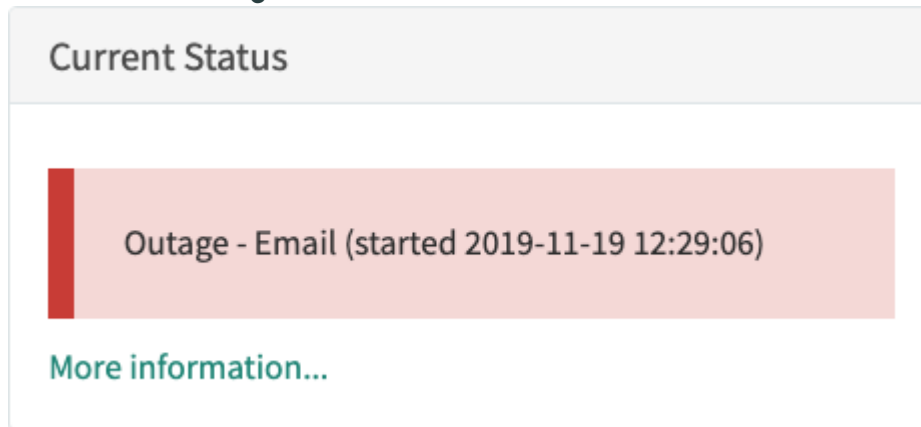 Current Status
Outage - Email (started 2019-11-19 12:29:06)
More information...